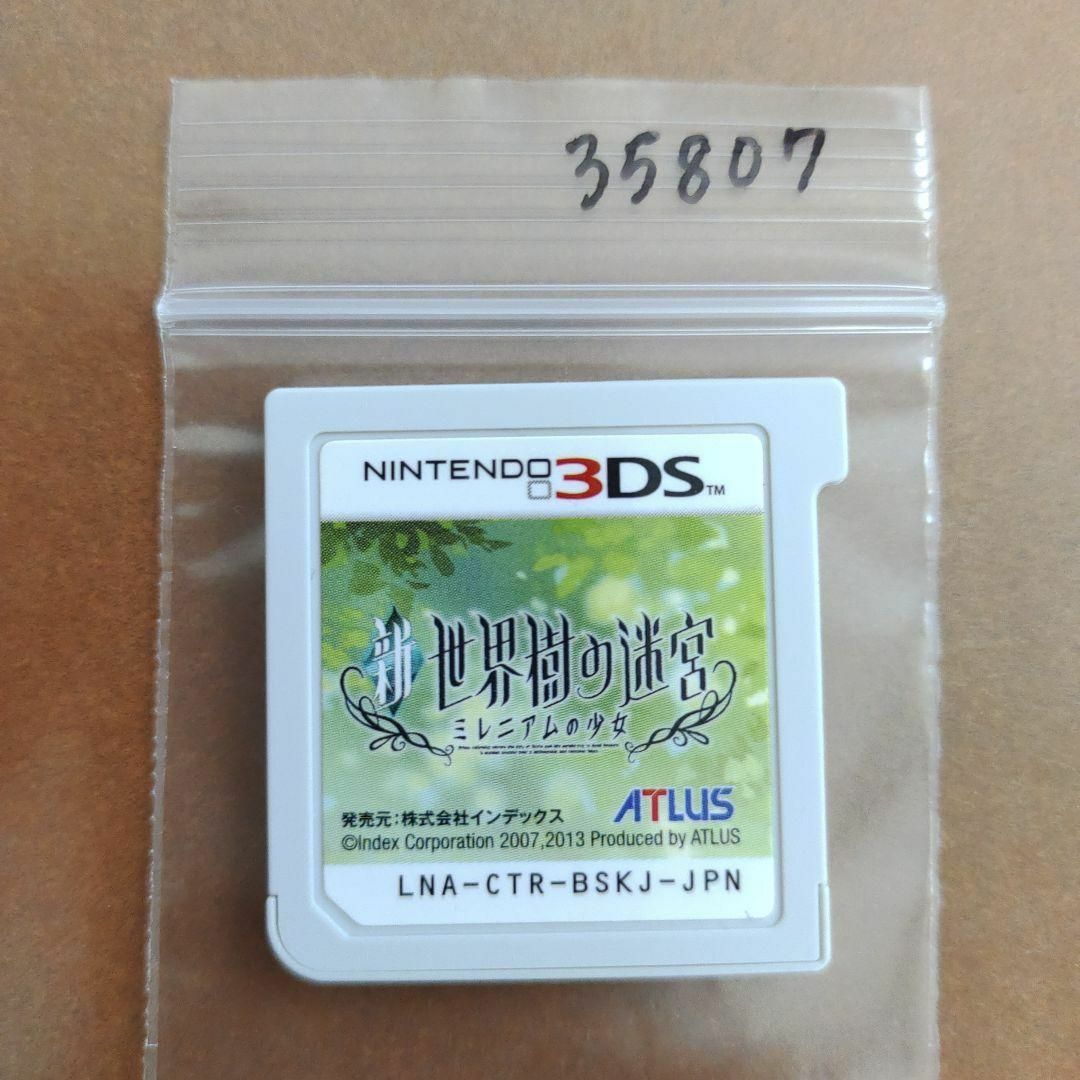 35807
NINTENDO 3DS™
新 世界樹の迷宮
ミレニアムの少女
ATLUS
発売元:株式会社インデックス
©Index Corporation 2007,2013 Produced by ATLUS
LNA-CTR-BSKJ-JPN